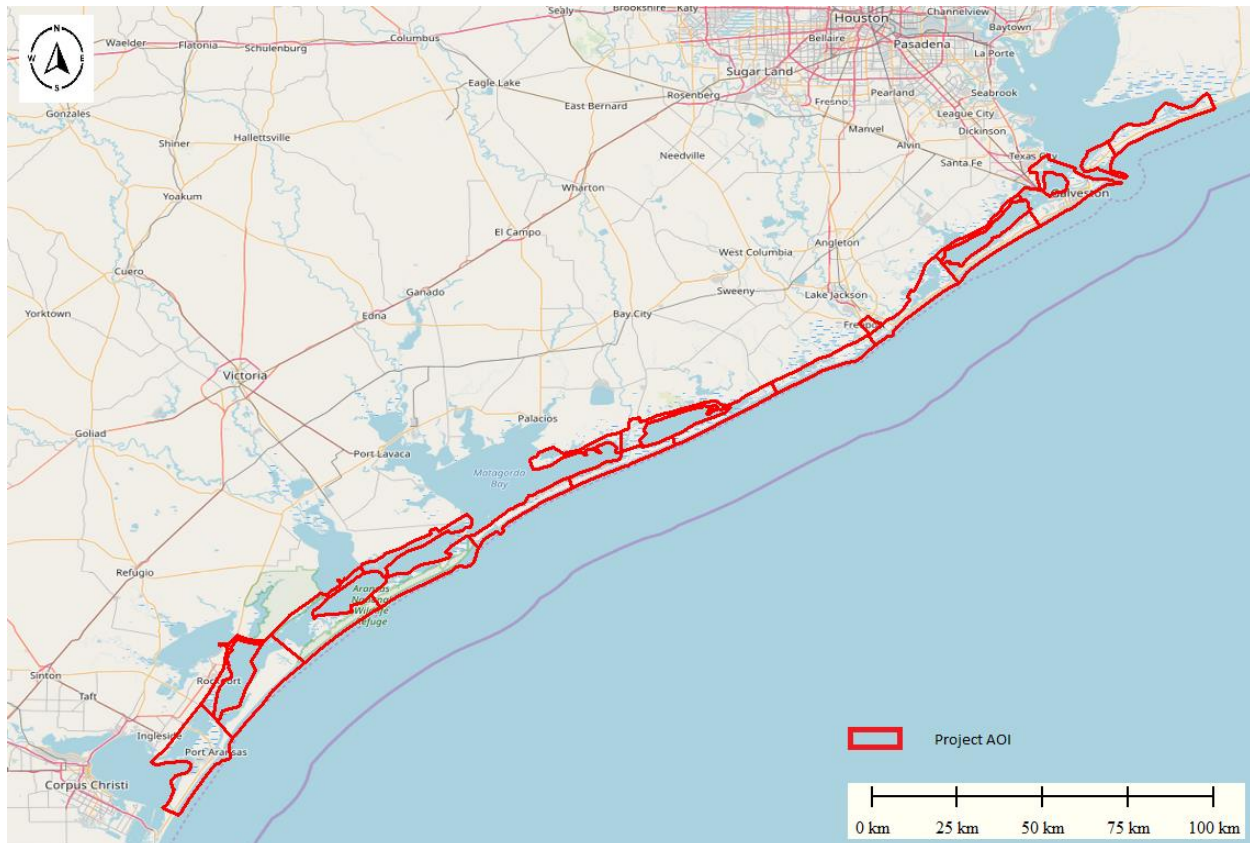 N
W E
S
Sealy
Brookshire
Katy
Houston
Channelview
Baytown
Waelder
Flatonia
Schulenburg
Columbus
Bellaire
Pasadena
La Porte
Sugar Land
Eagle Lake
Rosenberg
Fresno
Pearland
Seabrook
Gonzales
East Bernard
League City
Manvel
Dickinson
Shiner
Hallettsville
Needville
Alvin
Santa Fe
Texas City
Yoakum
Wharton
Galveston
El Campo
Angleton
West Columbia
Cuero
Ganado
Sweeny
Lake Jackson
Yorktown
Edna
Bay City
Freeport
Victoria
Palacios
Goliad
Port Lavaca
Matagorda
Bay
Refugio
Aransas
National
Wildlife
Refuge
Sinton
Rockport
Taft
Ingleside
Port Aransas
Corpus Christi
Project AOI
0 km 25 km 50 km 75 km 100 km